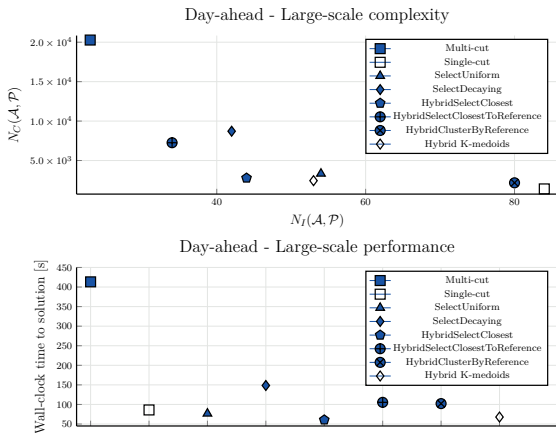 Day-ahead - Large-scale complexity
2.0 × 10⁴
1.5 × 10⁴
1.0 × 10⁴
5.0 × 10³
N_C(𝒜, 𝒫)
40
60
80
N_I(𝒜, 𝒫)
Multi-cut
Single-cut
SelectUniform
SelectDecaying
HybridSelectClosest
HybridSelectClosestToReference
HybridClusterByReference
Hybrid K-medoids
Day-ahead - Large-scale performance
Wall-clock time to solution [s]
450
400
350
300
250
200
150
100
50
Multi-cut
Single-cut
SelectUniform
SelectDecaying
HybridSelectClosest
HybridSelectClosestToReference
HybridClusterByReference
Hybrid K-medoids